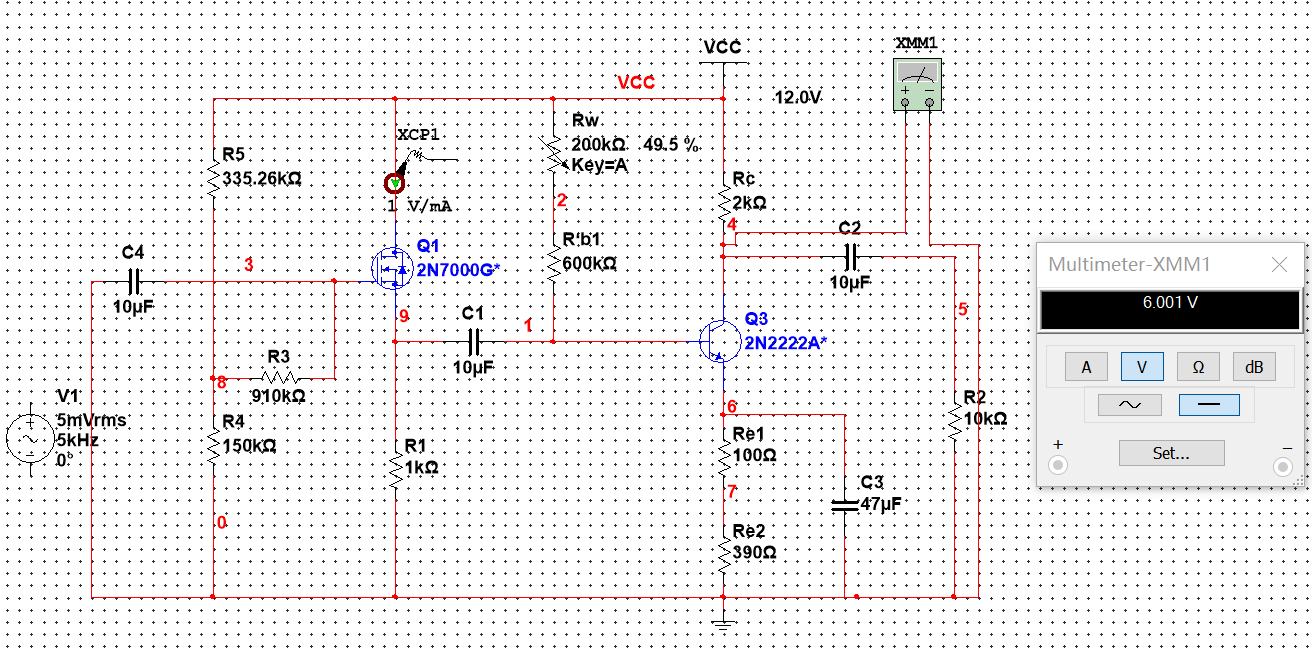 VCC
XMM1
VCC
12.0V
XCP1
1 V/mA
Rw
200kΩ 49.5 %
Key=A
R5
335.26kΩ
Rc
2kΩ
2
4
C2
10µF
C4
10µF
3
Q1
2N7000G*
R'b1
600kΩ
9
C1
10µF
1
Q3
2N2222A*
5
8
R3
910kΩ
V1
5mVrms
5kHz
0°
R4
150kΩ
R1
1kΩ
6
Re1
100Ω
7
R2
10kΩ
C3
47µF
0
Re2
390Ω
Multimeter-XMM1
6.001 V
A
V
Ω
dB
+
Set...